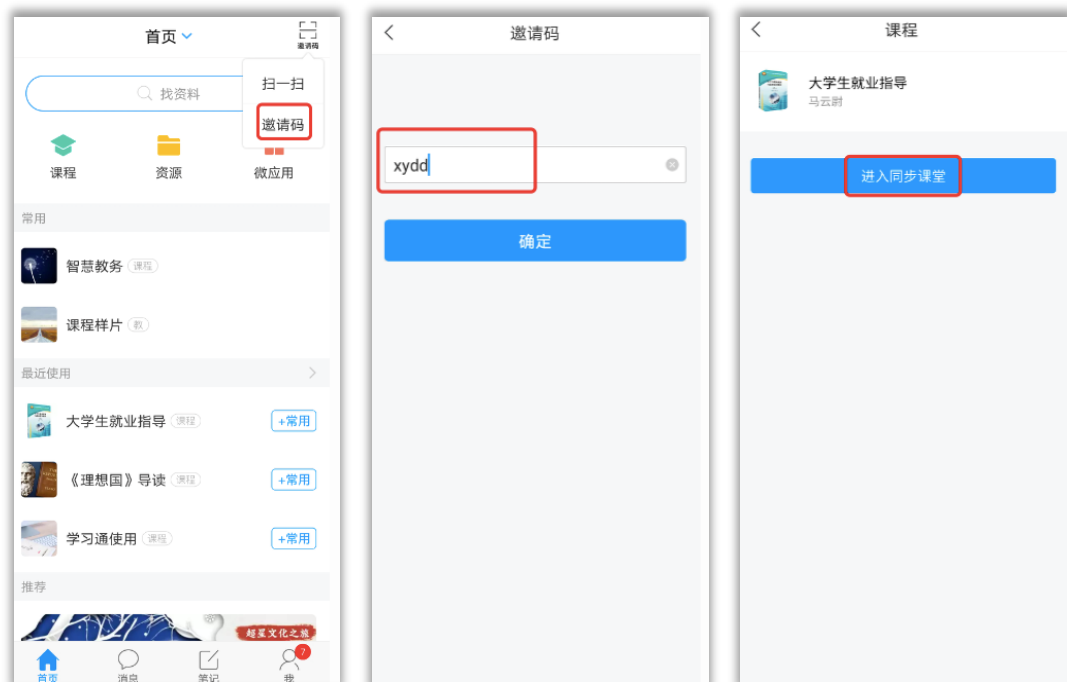 首页
邀请码
扫一扫
找资料
邀请码
课程
资源
微应用
常用
智慧教务 课程
课程样片 教
最近使用
大学生就业指导 课程 +常用
《理想国》导读 课程 +常用
学习通使用 课程 +常用
推荐
超星文化之旅
7
首页
消息
笔记
我
邀请码
xydd
确定
课程
大学生就业指导
马云尉
进入同步课堂